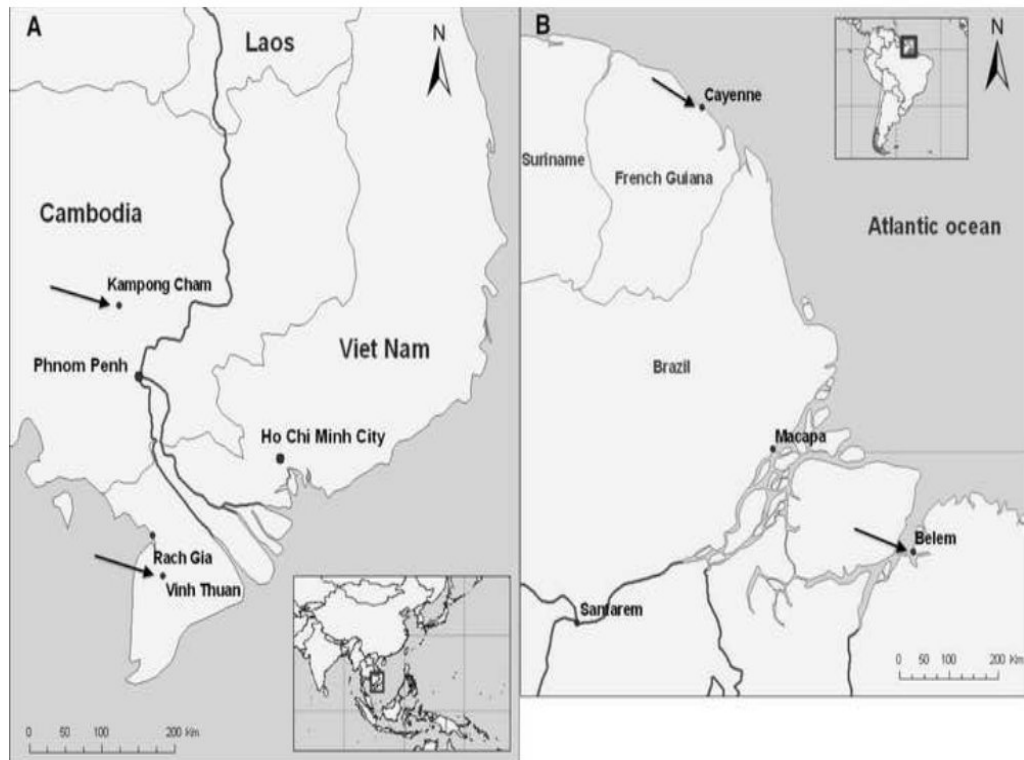 A
Laos
N
Cambodia
Kampong Cham
Phnom Penh
Viet Nam
Ho Chi Minh City
Rach Gia
Vinh Thuan
0 50 100 200 Km
B
N
Cayenne
Suriname
French Guiana
Atlantic ocean
Brazil
Macapa
Belem
Santarem
0 50 100 200 Km